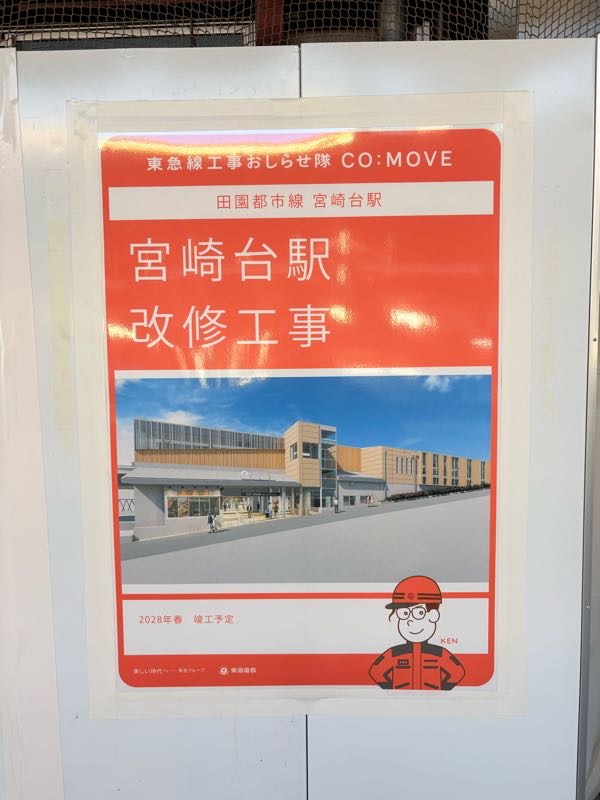 東急線工事おしらせ隊 CO:MOVE
田園都市線 宮崎台駅
宮崎台駅
改修工事
2028年春　竣工予定
KEN
美しい時代へ──東急グループ
東急電鉄